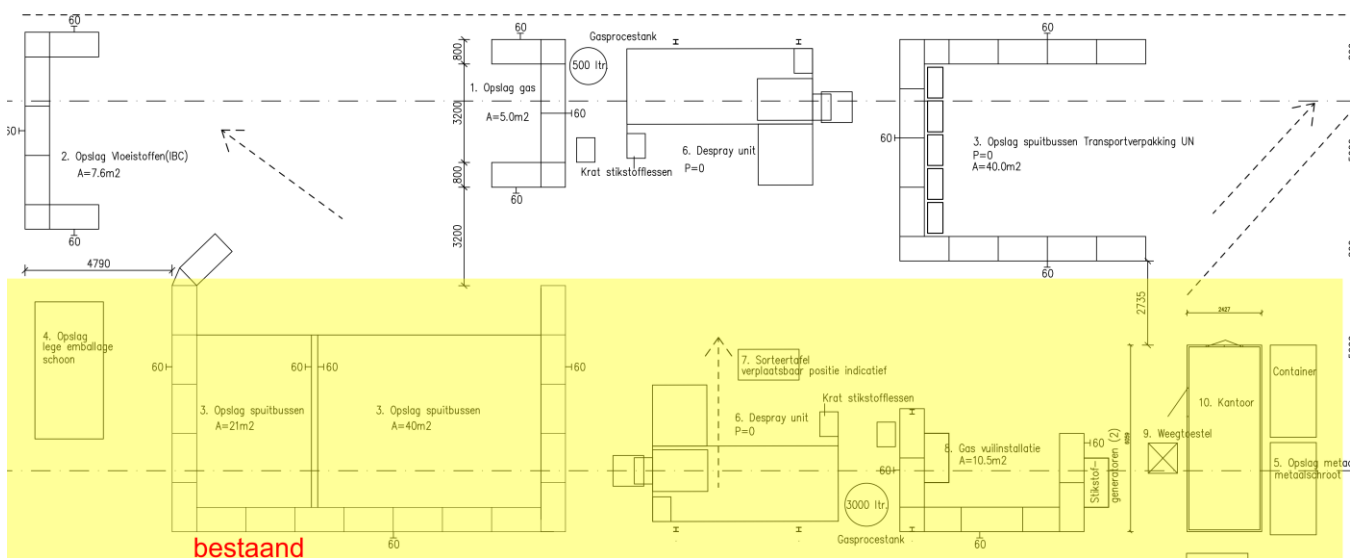 60
60
60
Gasprocestank
500 ltr.
800
1. Opslag gas
A=5.0m2
3200
60
60
2. Opslag Vloeistoffen(IBC)
A=7.6m2
6. Despray unit
P=0
Krat stikstofflessen
60
3. Opslag spuitbussen Transportverpakking UN
P=0
A=40.0m2
800
60
60
3200
60
4790
2735
2427
4. Opslag
lege emballage
schoon
60
60
60
60
7. Sorteertafel
verplaatsbaar positie indicatief
Krat stikstofflessen
Container
3. Opslag spuitbussen
A=21m2
3. Opslag spuitbussen
A=40m2
6. Despray unit
P=0
10. Kantoor
9. Weegtoestel
60
8. Gas vuilinstallatie
A=10.5m2
60
Stikstof-
generatoren (2)
5. Opslag meta
metaalschroot
3000 ltr.
Gasprocestank
60
60
bestaand